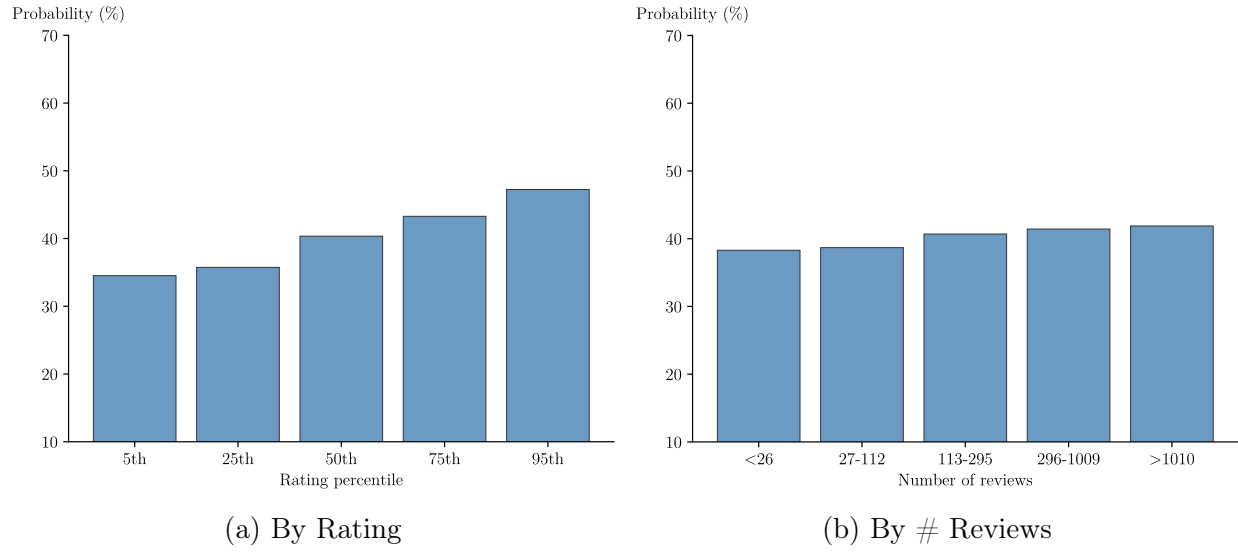 Probability (%)
70
60
50
40
30
20
10
5th 25th 50th 75th 95th
Rating percentile
(a) By Rating
Probability (%)
70
60
50
40
30
20
10
<26 27-112 113-295 296-1009 >1010
Number of reviews
(b) By # Reviews